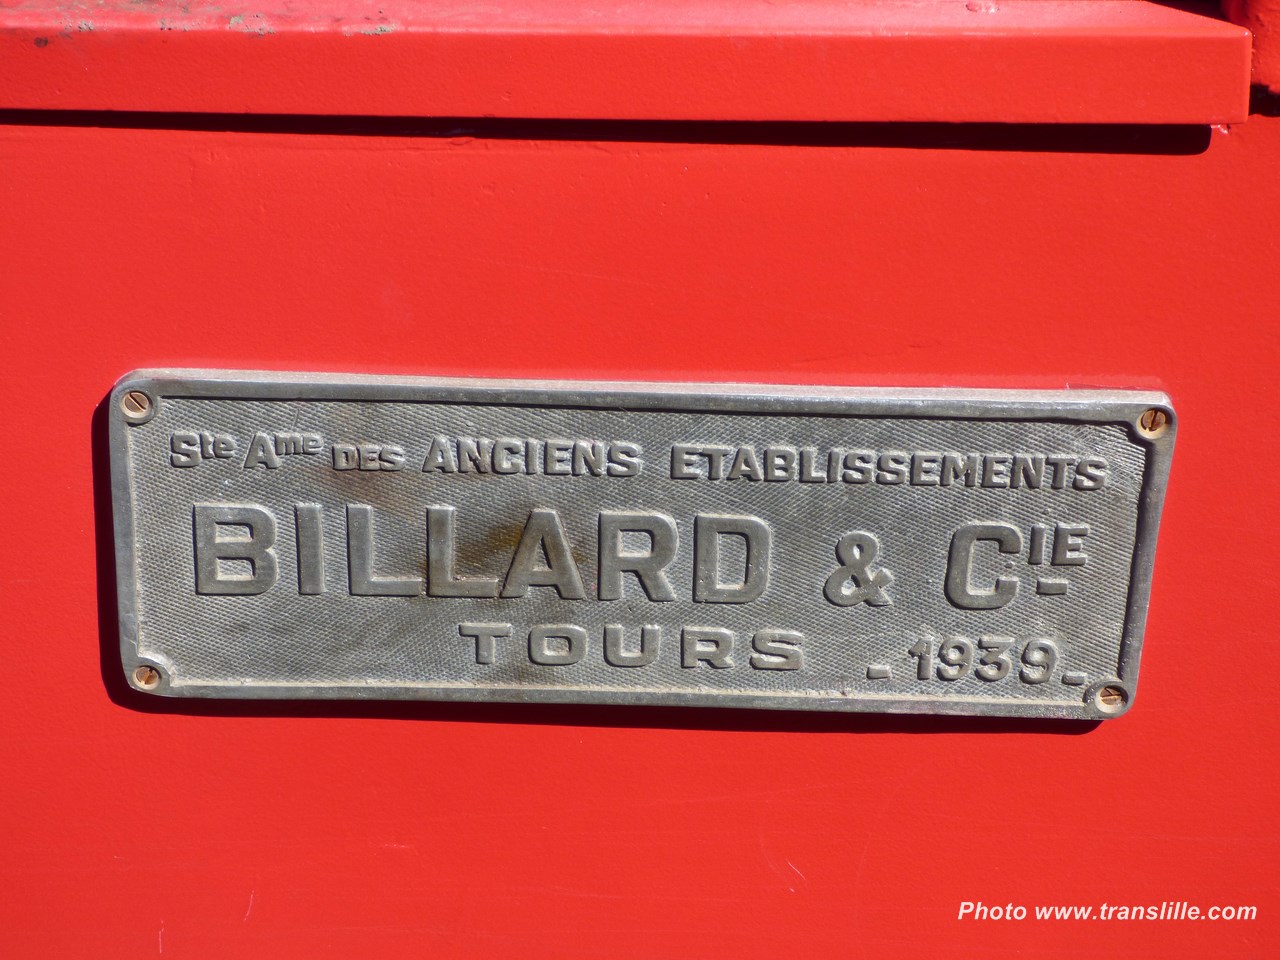 Ste Ame DES ANCIENS ETABLISSEMENTS
BILLARD & CIE
TOURS - 1939 -
Photo www.translille.com